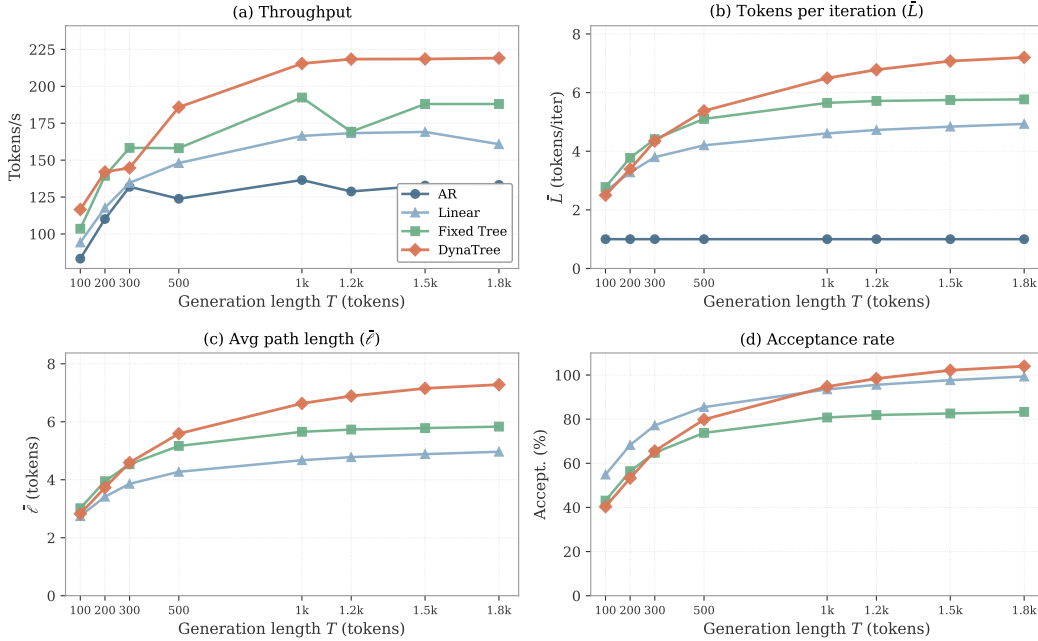 (a) Throughput
Tokens/s
225
200
175
150
125
100
100 200 300 500 1k 1.2k 1.5k 1.8k
Generation length T (tokens)
AR
Linear
Fixed Tree
DynaTree
(b) Tokens per iteration (L̄)
L̄ (tokens/iter)
8
6
4
2
0
100 200 300 500 1k 1.2k 1.5k 1.8k
Generation length T (tokens)
(c) Avg path length (ℓ̄)
ℓ̄ (tokens)
8
6
4
2
0
100 200 300 500 1k 1.2k 1.5k 1.8k
Generation length T (tokens)
(d) Acceptance rate
Accept. (%)
100
80
60
40
20
0
100 200 300 500 1k 1.2k 1.5k 1.8k
Generation length T (tokens)